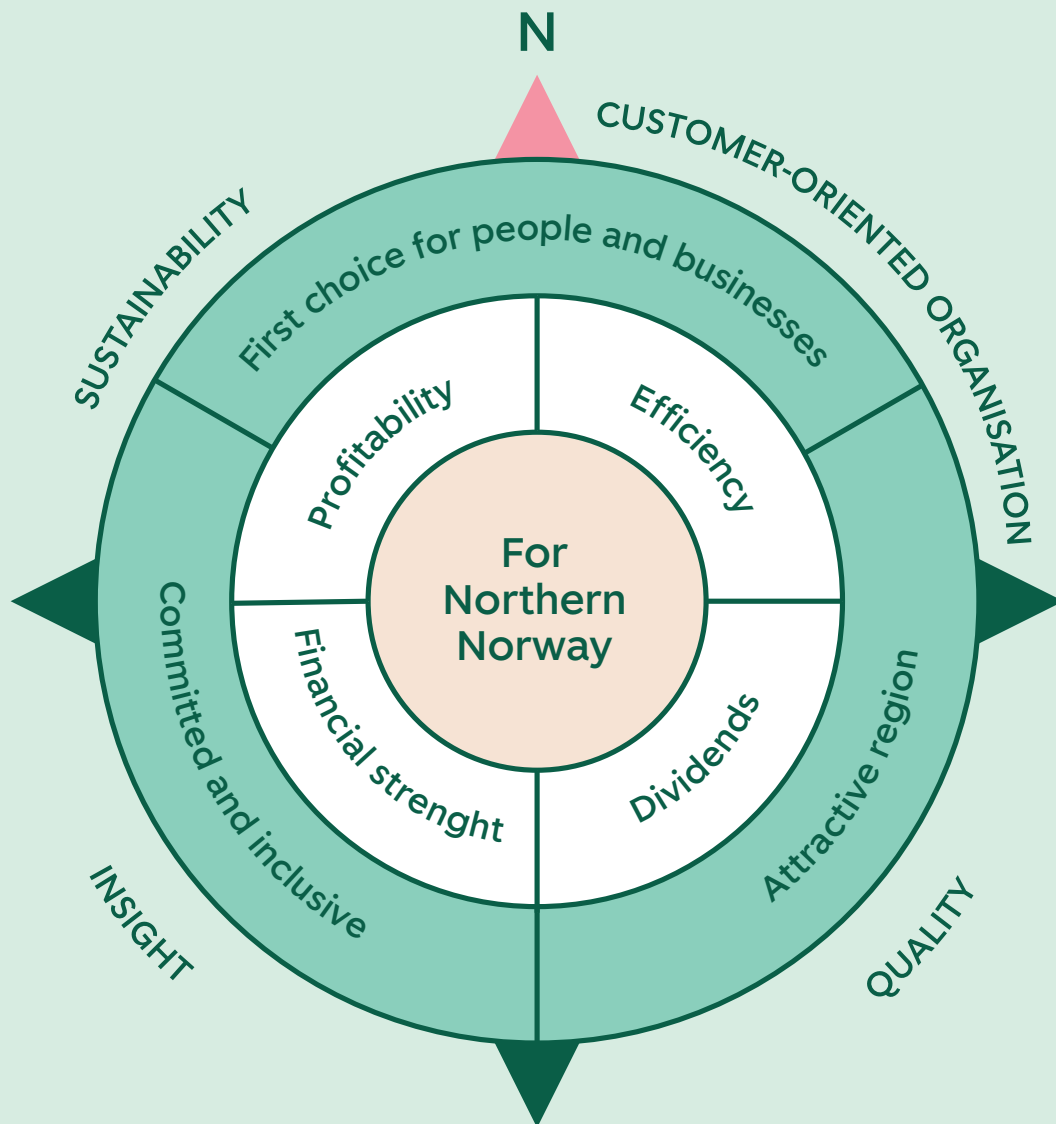 N
CUSTOMER-ORIENTED ORGANISATION
SUSTAINABILITY
First choice for people and businesses
Profitability
Efficiency
For
Northern
Norway
Financial strenght
Dividends
Committed and inclusive
Attractive region
INSIGHT
QUALITY